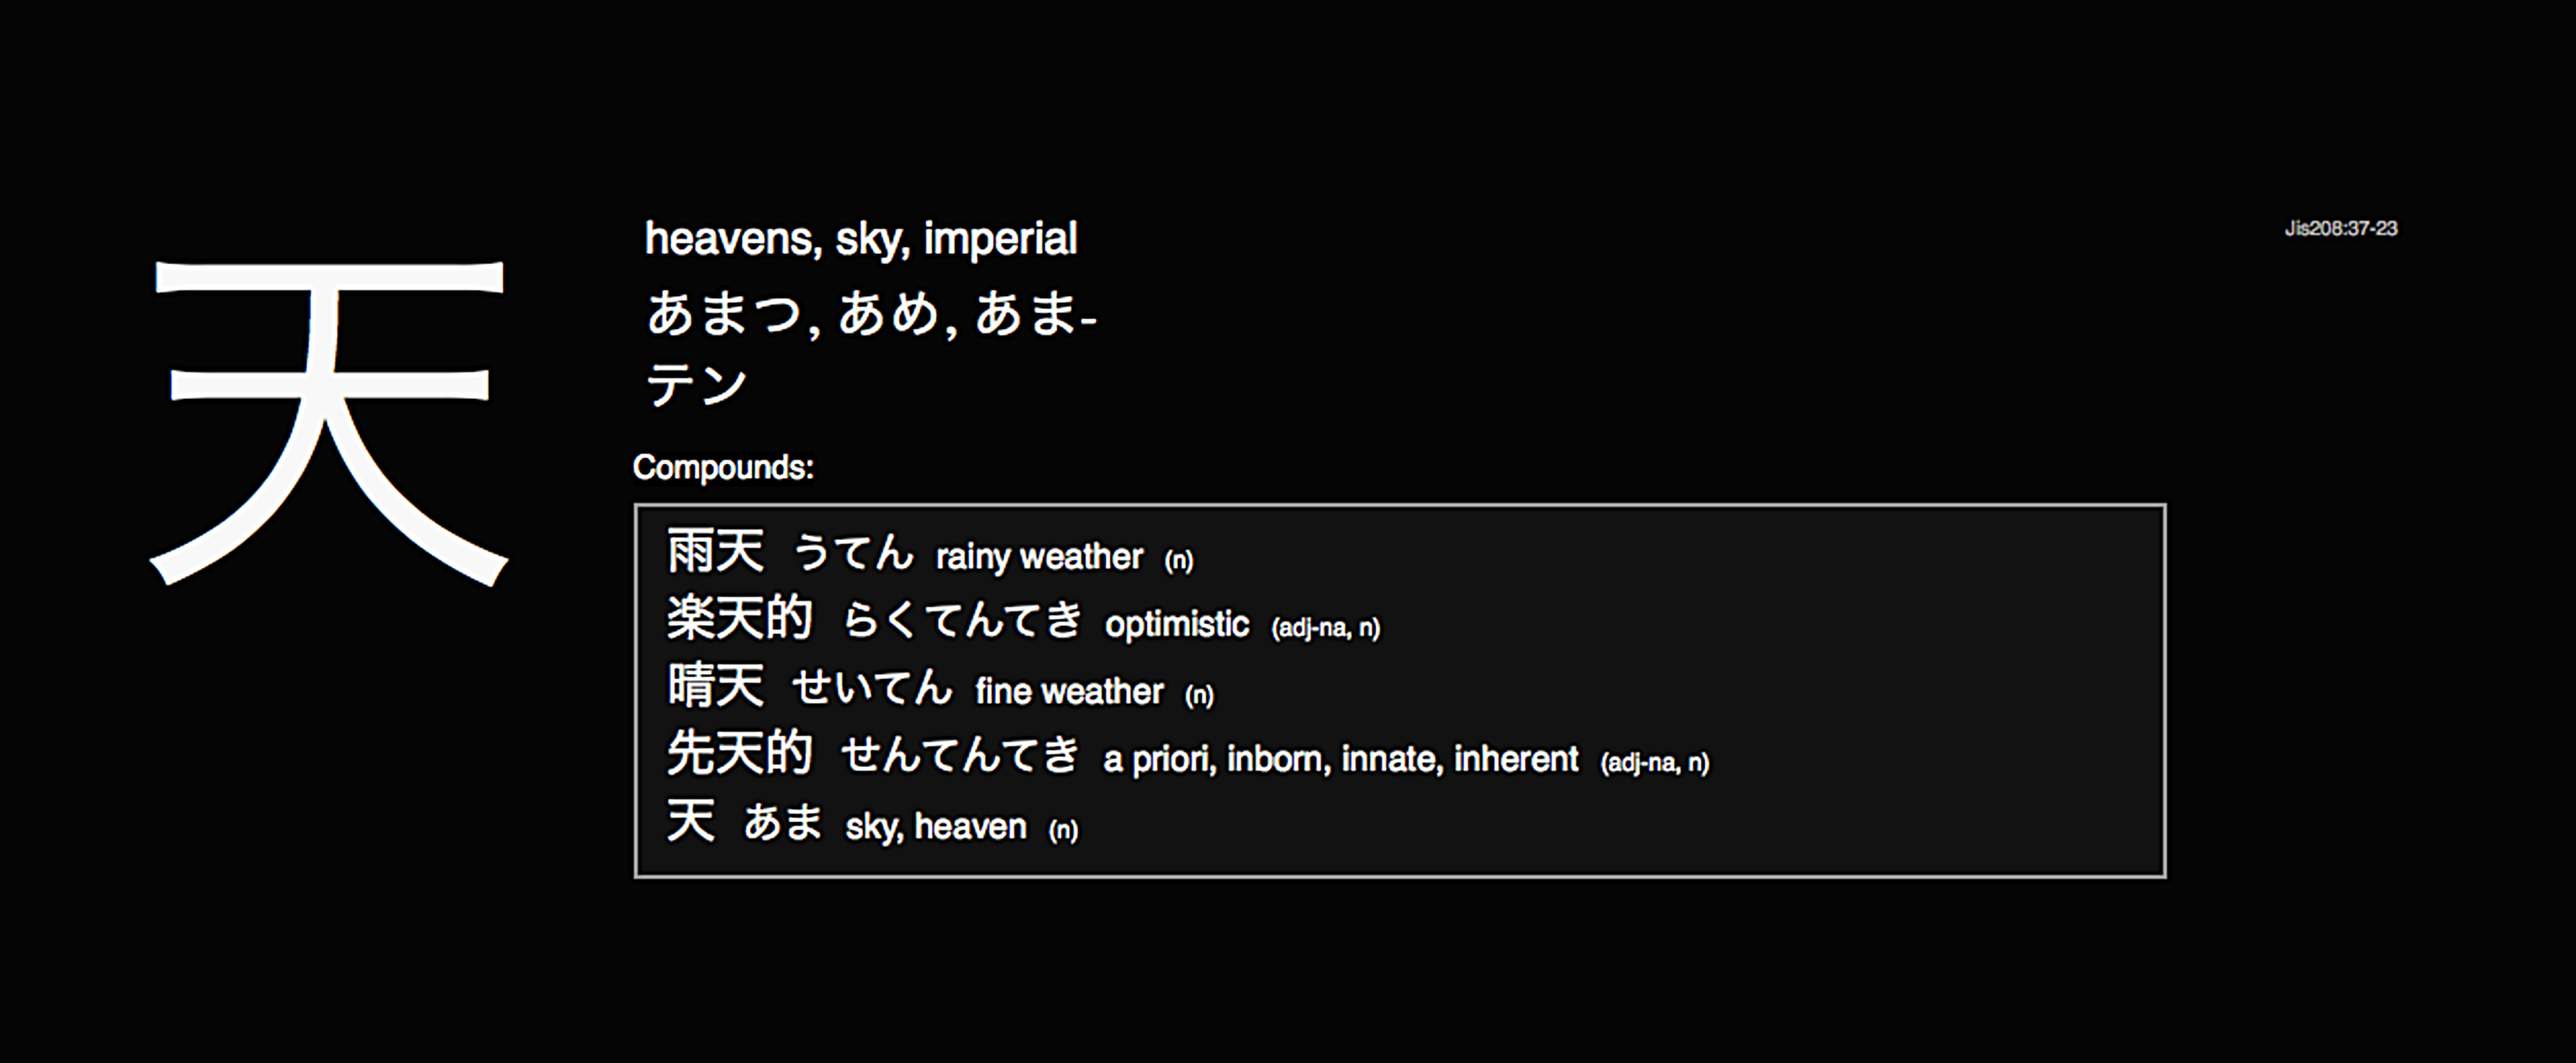 天
heavens, sky, imperial
Jis208:37-23
あまつ, あめ, あま-
テン
Compounds:
雨天 うてん rainy weather (n)
楽天的 らくてんてき optimistic (adj-na, n)
晴天 せいてん fine weather (n)
先天的 せんてんてき a priori, inborn, innate, inherent (adj-na, n)
天 あま sky, heaven (n)